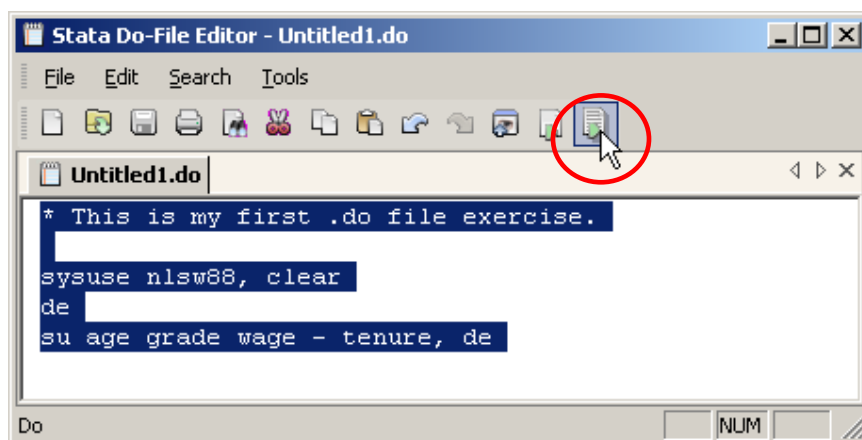 Stata Do-File Editor - Untitled1.do
File Edit Search Tools
Untitled1.do
* This is my first .do file exercise.
sysuse nlsw88, clear
de
su age grade wage - tenure, de
Do NUM